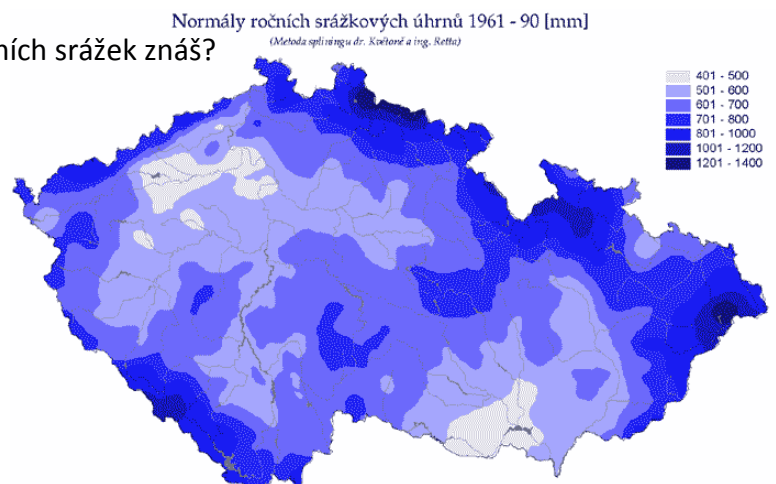 Normály ročních srážkových úhrnů 1961 - 90 [mm]
ních srážek znáš?
(Metoda spliningu dr. Květoně a ing. Retta)
401 - 500
501 - 600
601 - 700
701 - 800
801 - 1000
1001 - 1200
1201 - 1400